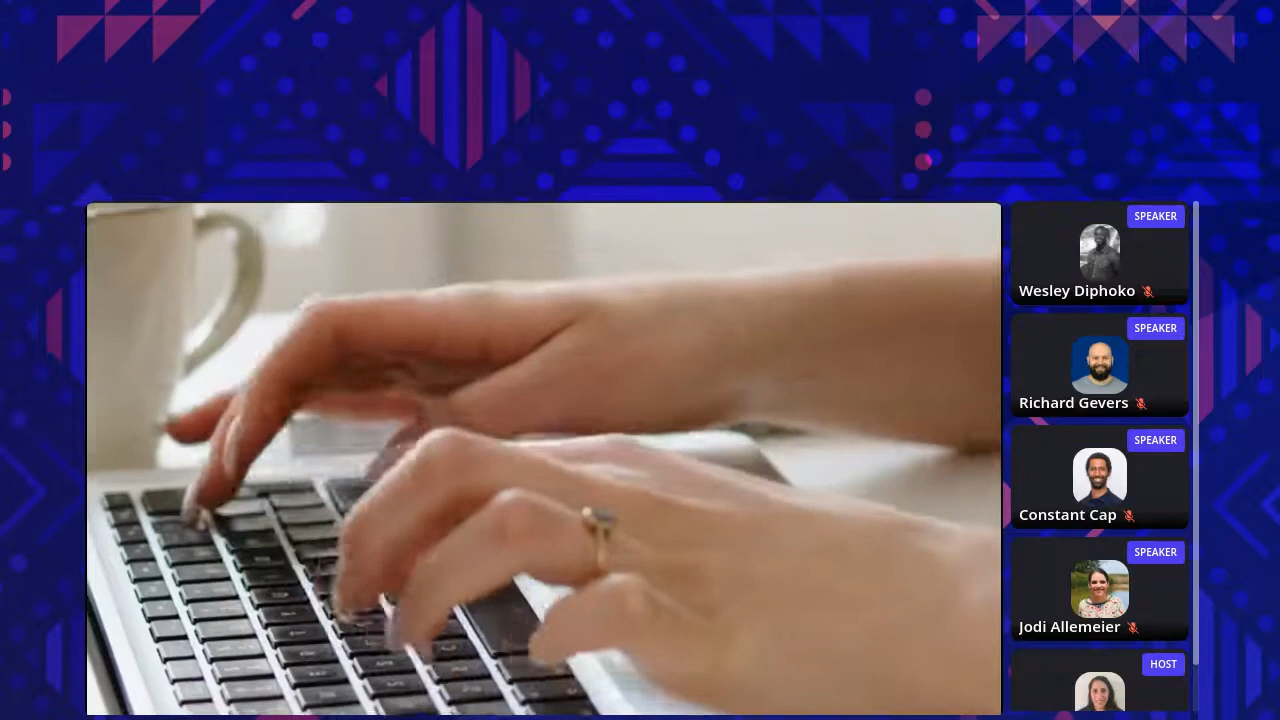 SPEAKER
Wesley Diphoko
SPEAKER
Richard Gevers
SPEAKER
Constant Cap
SPEAKER
Jodi Allemeier
HOST